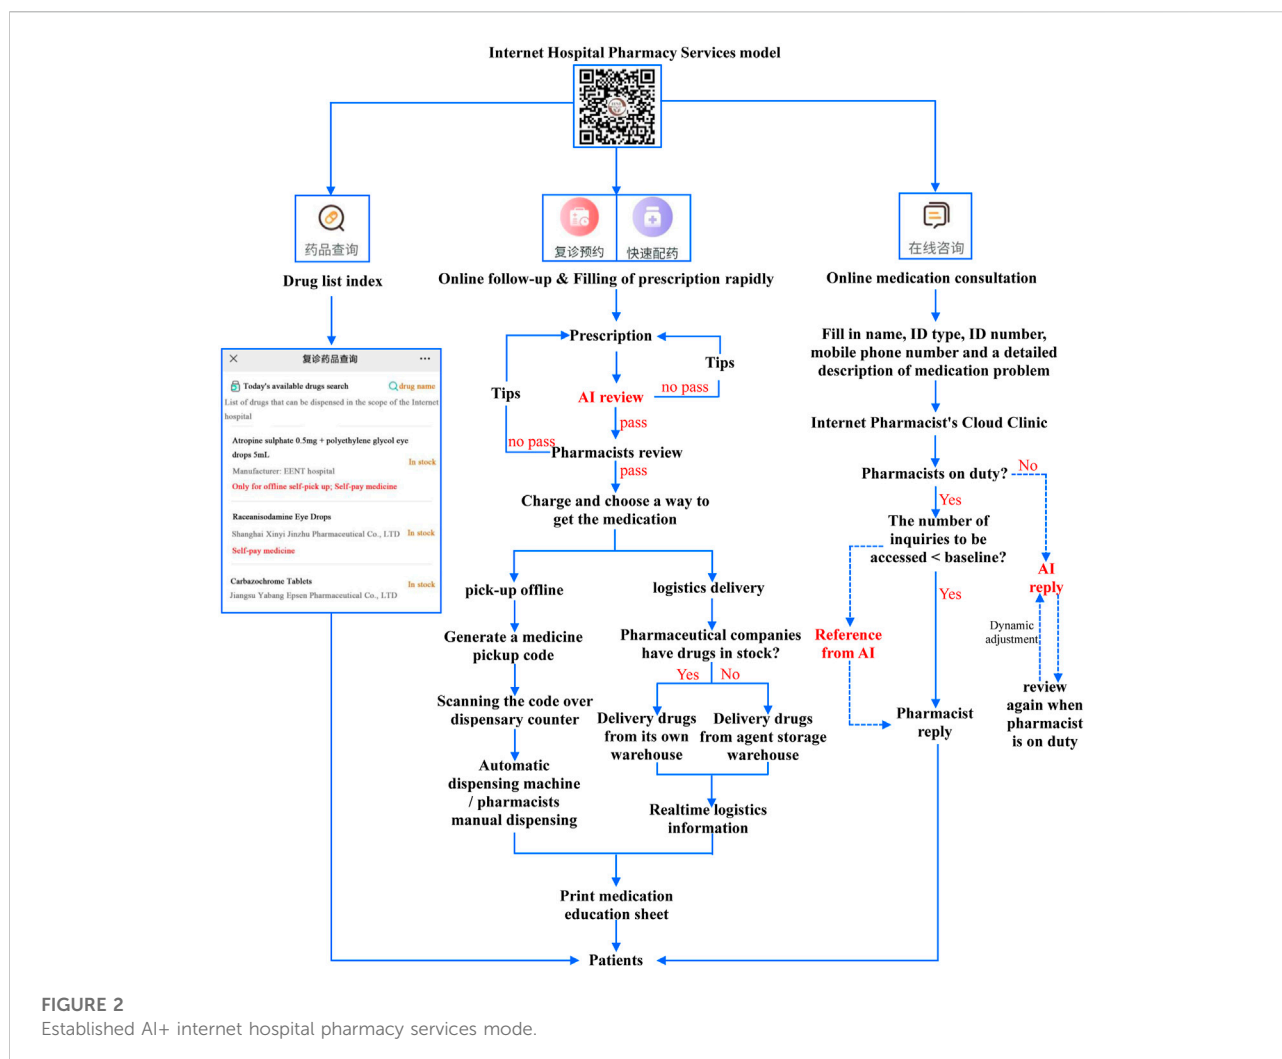 Internet Hospital Pharmacy Services model
药品查询
Drug list index
复诊药品查询
Today's available drugs search
drug name
List of drugs that can be dispensed in the scope of the Internet
hospital
Atropine sulphate 0.5mg + polyethylene glycol eye
drops 5mL
In stock
Manufacturer: EENT hospital
Only for offline self-pick up; Self-pay medicine
Raceanisodamine Eye Drops
Shanghai Xinyi Jinzhu Pharmaceutical Co., LTD
In stock
Self-pay medicine
Carbazochrome Tablets
In stock
Jiangsu Yabang Epsen Pharmaceutical Co., LTD
复诊预约
快速配药
Online follow-up & Filling of prescription rapidly
Prescription
Tips
Tips
no pass
AI review
pass
no pass
Pharmacists review
pass
Charge and choose a way to
get the medication
pick-up offline
Generate a medicine
pickup code
Scanning the code over
dispensary counter
Automatic
dispensing machine
/ pharmacists
manual dispensing
logistics delivery
Pharmaceutical companies
have drugs in stock?
Yes
No
Delivery drugs
from its own
warehouse
Delivery drugs
from agent storage
warehouse
Realtime logistics
information
Print medication
education sheet
Patients
在线咨询
Online medication consultation
Fill in name, ID type, ID number,
mobile phone number and a detailed
description of medication problem
Internet Pharmacist's Cloud Clinic
Pharmacists on duty?
No
Yes
The number of
inquiries to be
accessed < baseline?
Yes
AI
reply
Dynamic
adjustment
Reference
from AI
review
again when
pharmacist
is on duty
Pharmacist
reply
FIGURE 2
Established AI+ internet hospital pharmacy services mode.